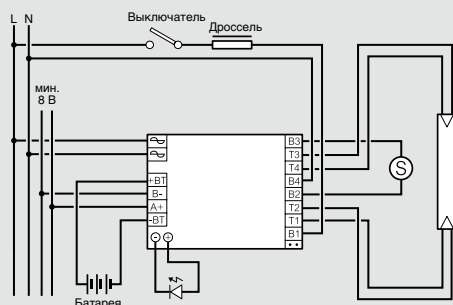 Выключатель
Дроссель
L N
мин.
8 В
B3
T3
T4
+BT B4
B- B2
A+ T2
-BT T1
B1
S
Батарея